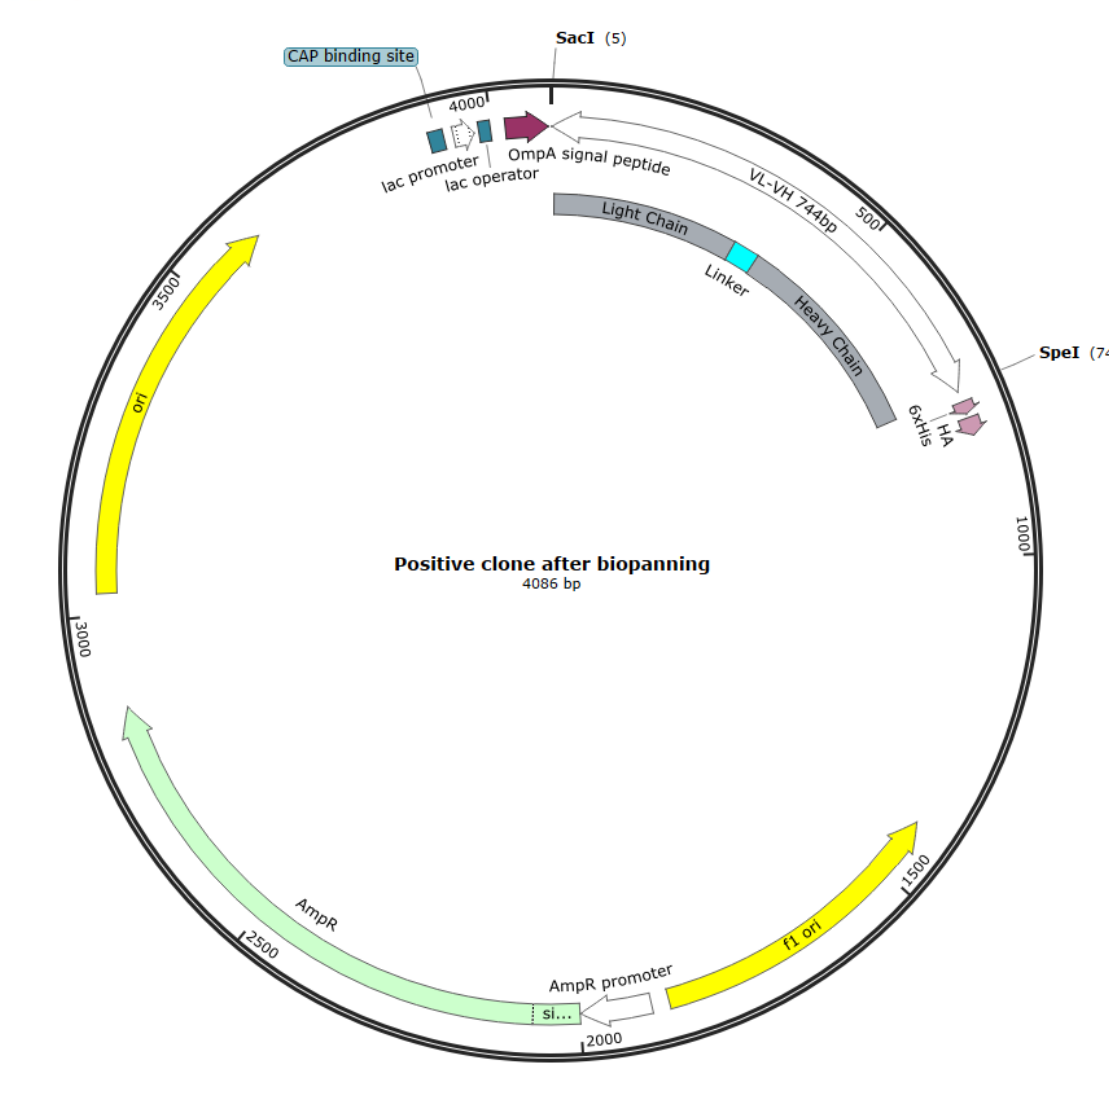 SacI (5)
CAP binding site
4000
lac promoter
lac operator
OmpA signal peptide
VL-VH 744bp
500
Light Chain
Linker
Heavy Chain
SpeI (74
6xHis
HA
3500
ori
1000
Positive clone after biopanning
4086 bp
3000
1500
f1 ori
AmpR
2500
AmpR promoter
si...
2000